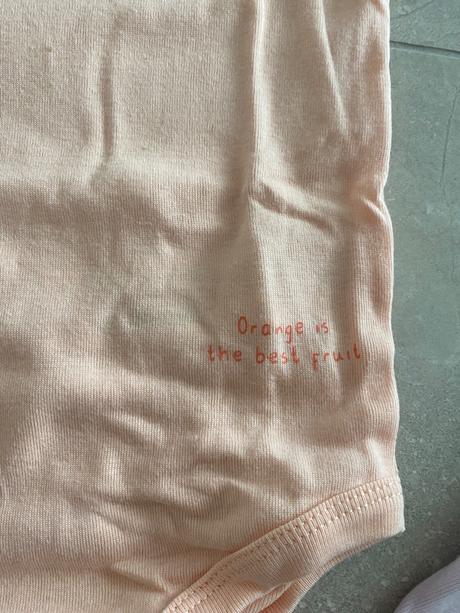 Orange is
the best fruit